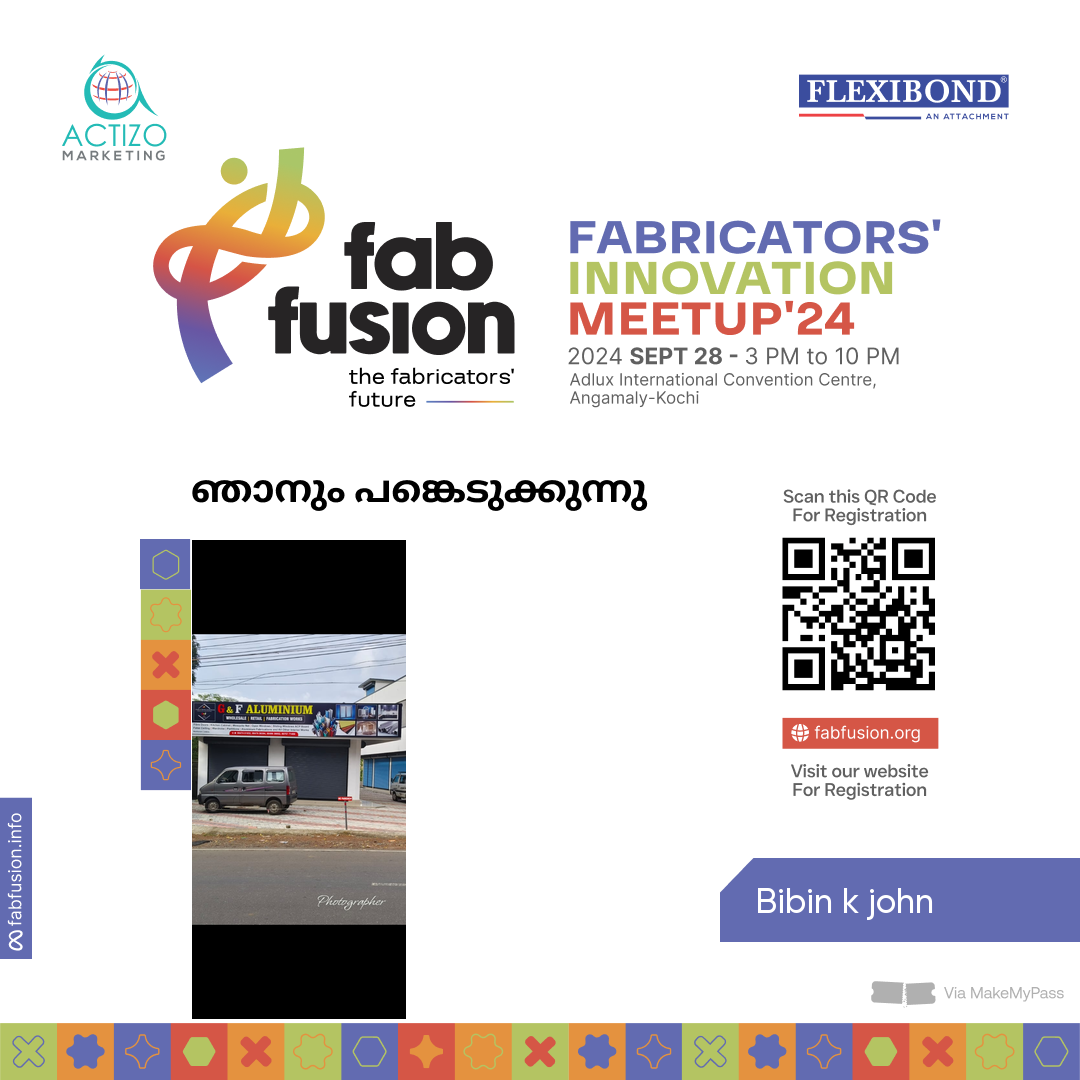 ACTIZO
MARKETING
FLEXIBOND®
AN ATTACHMENT
fab
fusion
the fabricators'
future
FABRICATORS'
INNOVATION
MEETUP'24
2024 SEPT 28 - 3 PM to 10 PM
Adlux International Convention Centre,
Angamaly-Kochi
ഞാനും പങ്കെടുക്കുന്നു
Scan this QR Code
For Registration
G & F ALUMINIUM
WHOLESALE | RETAIL | FABRICATION WORKS
Photographer
fabfusion.org
Visit our website
For Registration
fabfusion.info
Bibin k john
Via MakeMyPass